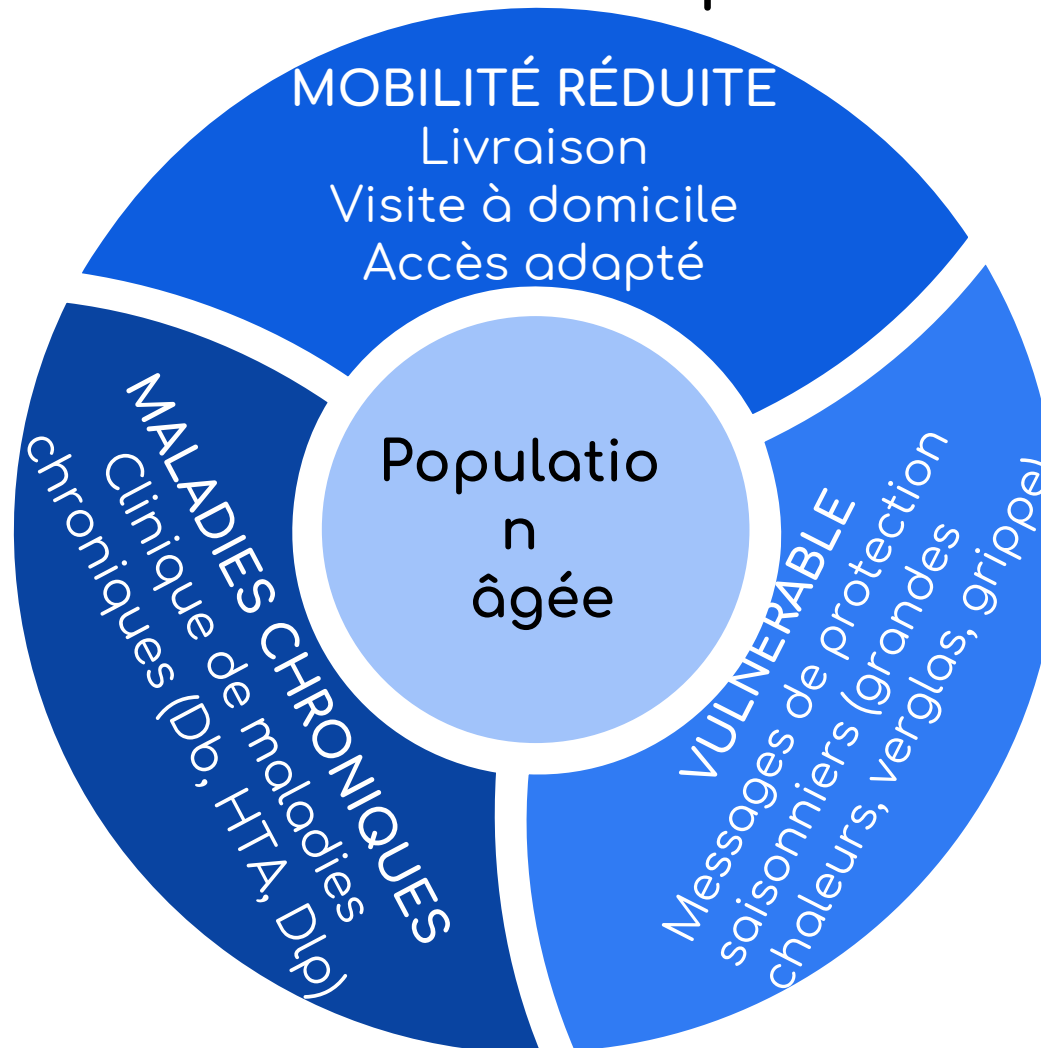 MOBILITÉ RÉDUITE
Livraison
Visite à domicile
Accès adapté
Populatio
n
âgée
MALADIES CHRONIQUES
Clinique de maladies
chroniques (Db, HTA, Dlp)
VULNÉRABLE
Messages de protection
saisonniers (grandes
chaleurs, verglas, grippe)